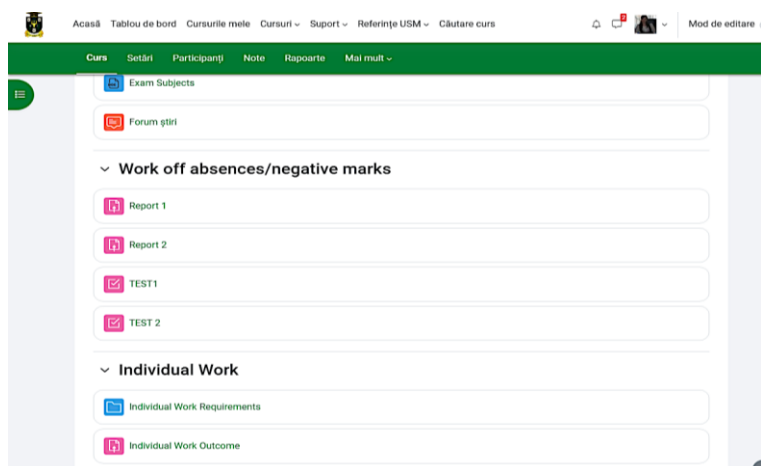 Acasă Tablou de bord Cursurile mele Cursuri Suport Referințe USM Căutare curs Mod de editare
Curs Setări Participanți Note Rapoarte Mai mult
Exam Subjects
Forum știri
Work off absences/negative marks
Report 1
Report 2
TEST1
TEST 2
Individual Work
Individual Work Requirements
Individual Work Outcome